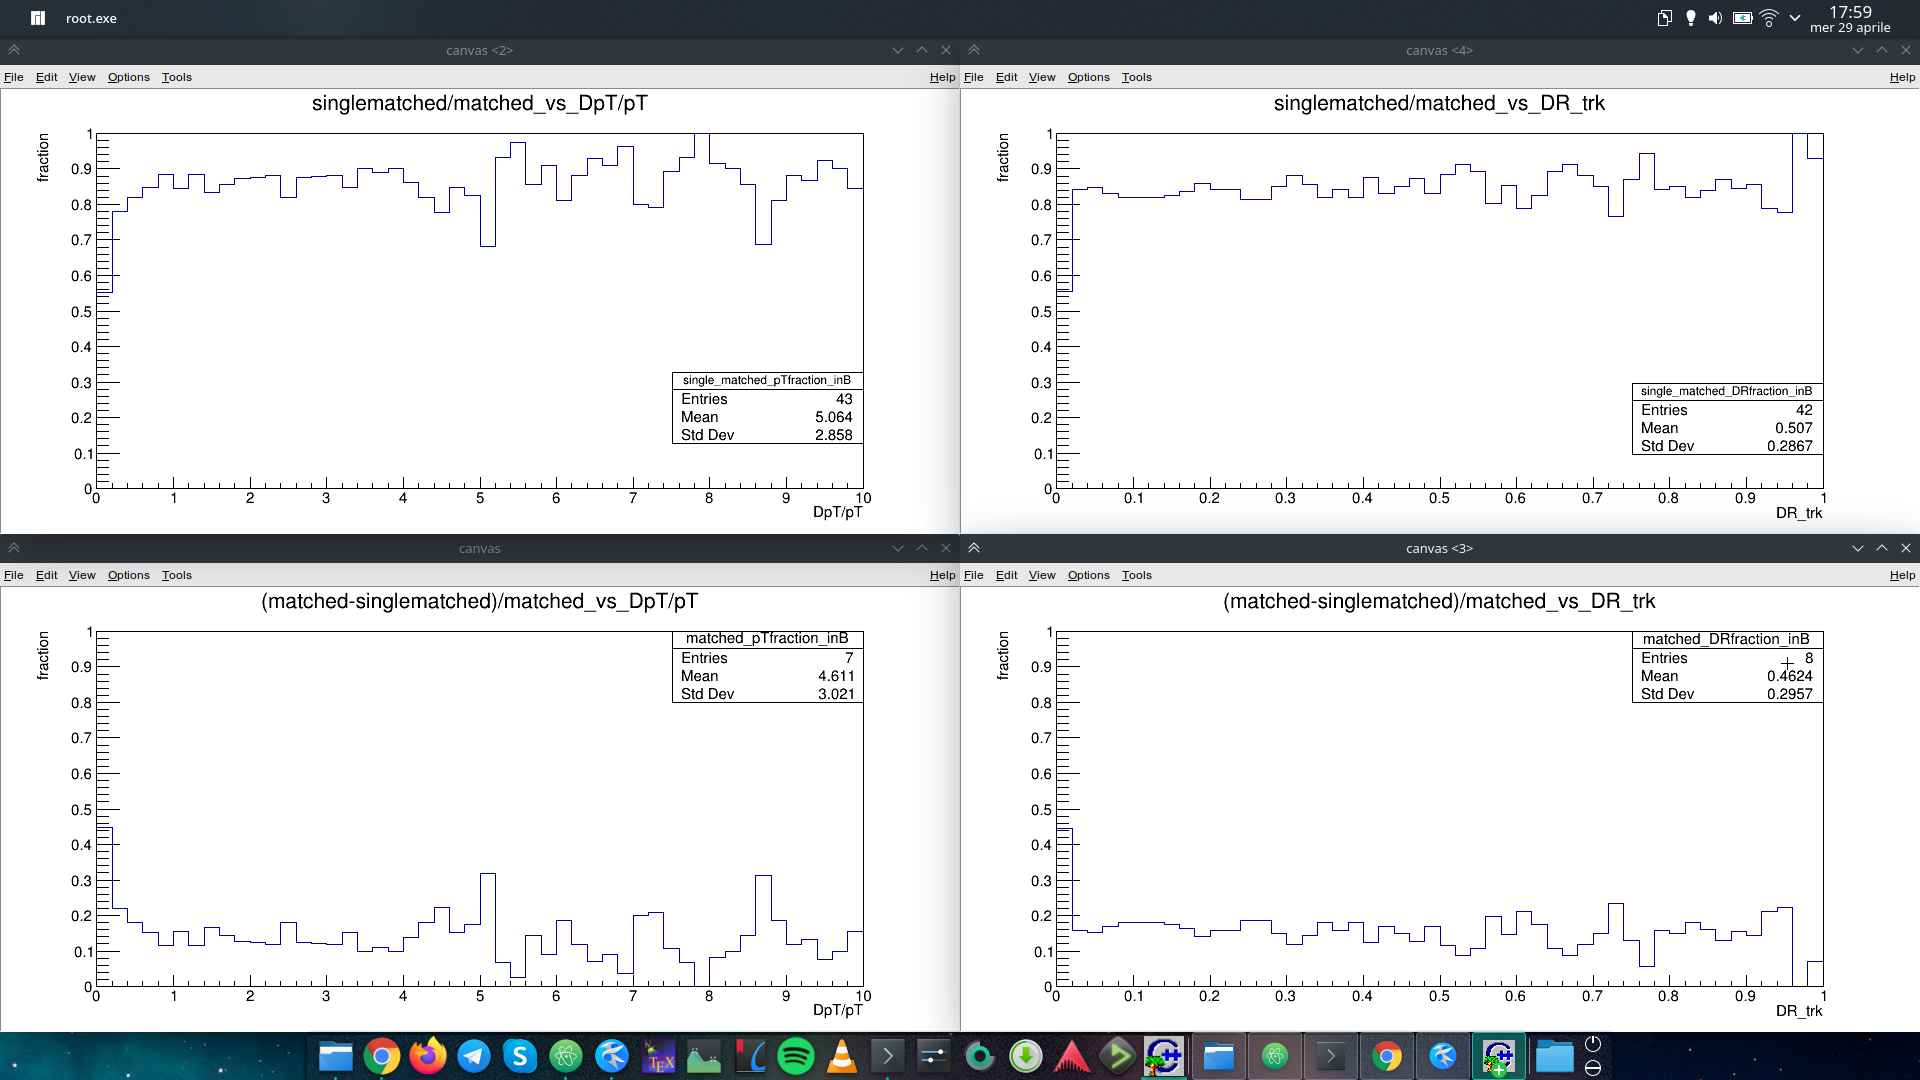 root.exe
17:59
mer 29 aprile
canvas <2>
File Edit View Options Tools Help
singlematched/matched_vs_DpT/pT
fraction
1
0.9
0.8
0.7
0.6
0.5
0.4
0.3
0.2
0.1
0
single_matched_pTfraction_inB
Entries 43
Mean 5.064
Std Dev 2.858
0 1 2 3 4 5 6 7 8 9 10
DpT/pT
canvas <4>
File Edit View Options Tools Help
singlematched/matched_vs_DR_trk
fraction
1
0.9
0.8
0.7
0.6
0.5
0.4
0.3
0.2
0.1
0
single_matched_DRfraction_inB
Entries 42
Mean 0.507
Std Dev 0.2867
0 0.1 0.2 0.3 0.4 0.5 0.6 0.7 0.8 0.9 1
DR_trk
canvas
File Edit View Options Tools Help
(matched-singlematched)/matched_vs_DpT/pT
fraction
1
0.9
0.8
0.7
0.6
0.5
0.4
0.3
0.2
0.1
0
matched_pTfraction_inB
Entries 7
Mean 4.611
Std Dev 3.021
0 1 2 3 4 5 6 7 8 9 10
DpT/pT
canvas <3>
File Edit View Options Tools Help
(matched-singlematched)/matched_vs_DR_trk
fraction
1
0.9
0.8
0.7
0.6
0.5
0.4
0.3
0.2
0.1
0
matched_DRfraction_inB
Entries 8
Mean 0.4624
Std Dev 0.2957
0 0.1 0.2 0.3 0.4 0.5 0.6 0.7 0.8 0.9 1
DR_trk